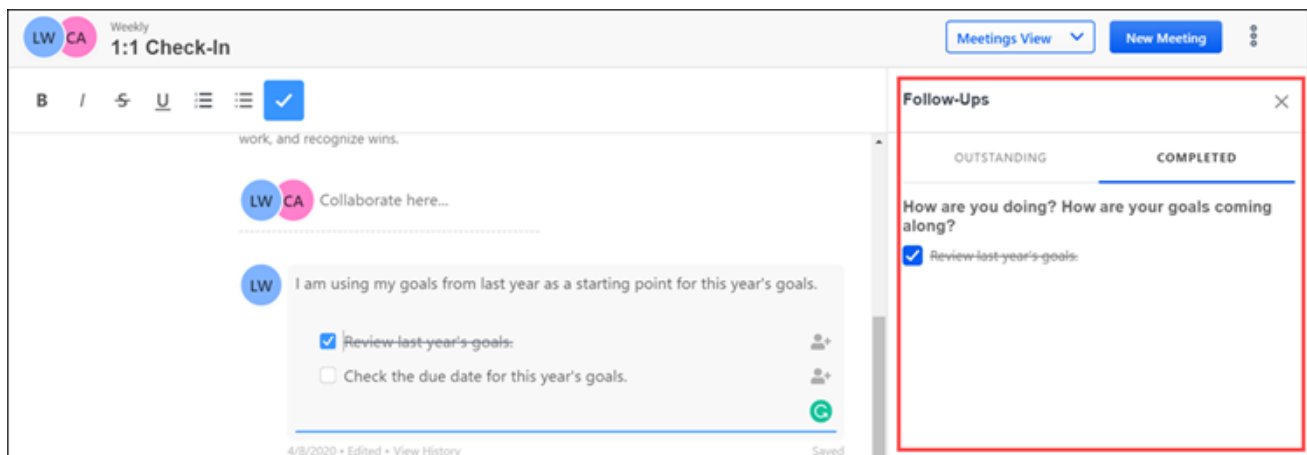 LW CA
Weekly
1:1 Check-In
Meetings View
New Meeting
B I S U
work, and recognize wins.
LW CA Collaborate here...
LW
I am using my goals from last year as a starting point for this year's goals.
Review last year's goals.
Check the due date for this year's goals.
4/8/2020 • Edited • View History
Saved
Follow-Ups
OUTSTANDING
COMPLETED
How are you doing? How are your goals coming
along?
Review last year's goals.